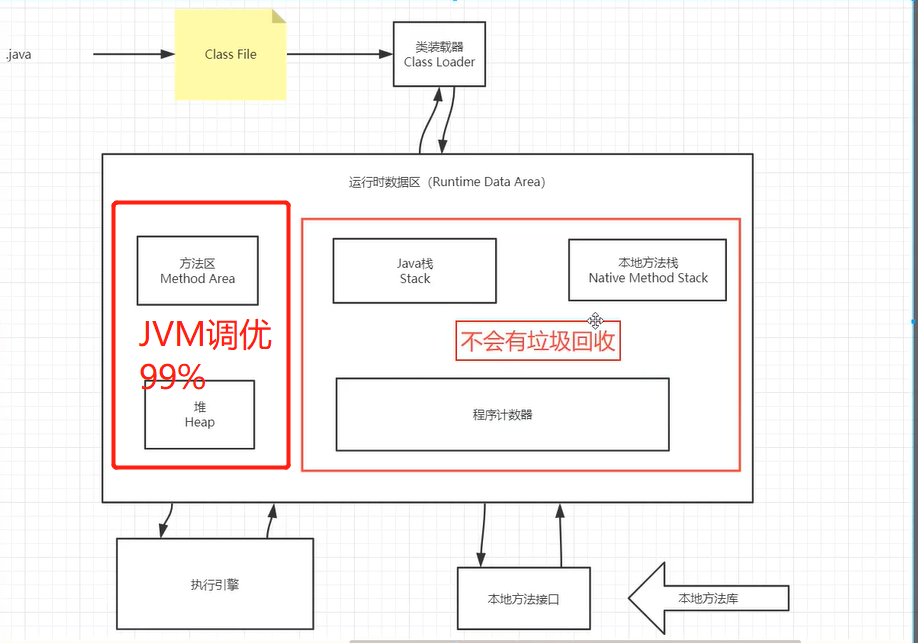 .java
Class File
类装载器
Class Loader
运行时数据区（Runtime Data Area）
方法区
Method Area
Java栈
Stack
本地方法栈
Native Method Stack
JVM调优
99%
不会有垃圾回收
堆
Heap
程序计数器
执行引擎
本地方法接口
本地方法库